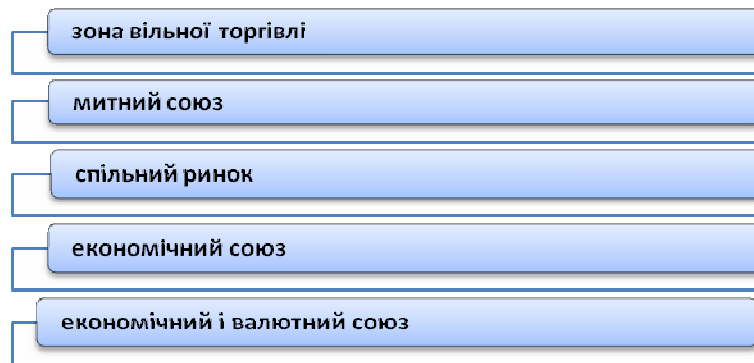 зона вільної торгівлі
митний союз
спільний ринок
економічний союз
економічний і валютний союз